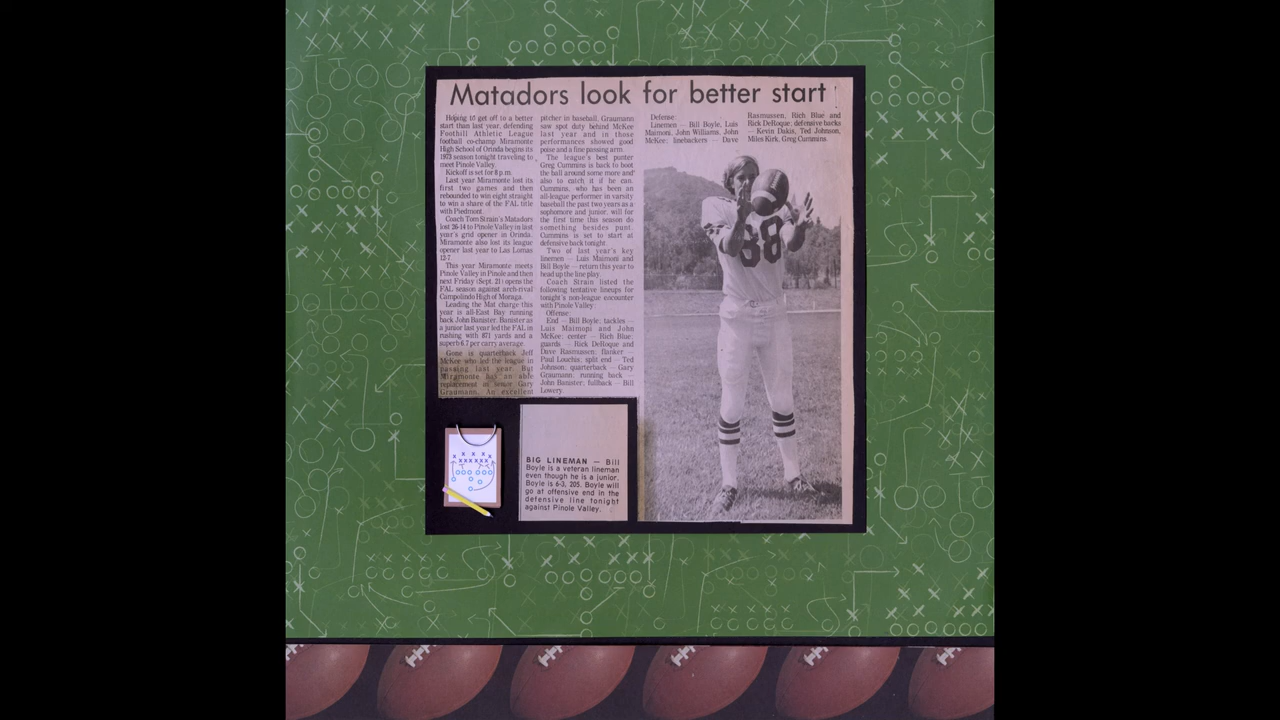 Matadors look for better start
Hoping to get off to a better
start than last year, defending
Foothill Athletic League
football co-champ Miramonte
High School of Orinda begins its
1973 season tonight traveling to
meet Pinole Valley.
Kickoff is set for 8 p.m.
Last year Miramonte lost its
first two games and then
rebounded to win eight straight
to win a share of the FAL title
with Piedmont.
Coach Tom Strain's Matadors
lost 26-14 to Pinole Valley in last
year's grid opener in Orinda.
Miramonte also lost its league
opener last year to Las Lomas
12-7.
This year Miramonte meets
Pinole Valley in Pinole and then
next Friday (Sept. 21) opens the
FAL season against arch-rival
Campolindo High of Moraga.
Leading the Mat charge this
year is all-East Bay running
back John Banister. Banister as
a junior last year led the FAL in
rushing with 871 yards and a
superb 6.7 per carry average.
Gone is quarterback Jeff
McKee who led the league in
passing last year. But
Miramonte has an able
replacement in senior Gary
Graumann. An excellent
pitcher in baseball, Graumann
saw spot duty behind McKee
last year and in those
performances showed good
poise and a fine passing arm.
The league's best punter
Greg Cummins is back to boot
the ball around some more and
also to catch it if he can.
Cummins, who has been an
all-league performer in varsity
baseball the past two years as a
sophomore and junior, will for
the first time this season do
something besides punt.
Cummins is set to start at
defensive back tonight.
Two of last year's key
linemen — Luis Maimoni and
Bill Boyle — return this year to
head up the line play.
Coach Strain listed the
following tentative lineups for
tonight's non-league encounter
with Pinole Valley:
Offense:
End — Bill Boyle; tackles —
Luix Maimopi and John
McKee; center — Rich Blue;
guards — Rick DeRoque and
Dave Rasmussen; flanker —
Paul Louchis; split end — Ted
Johnson; quarterback — Gary
Graumann; running back —
John Banister; fullback — Bill
Lowery.
Defense:
Linemen — Bill Boyle, Luis
Maimoni, John Williams, John
McKee; linebackers — Dave
Rasmussen, Rich Blue and
Rick DeRoque; defensive backs
— Kevin Dakis, Ted Johnson,
Miles Kirk, Greg Cummins.
BIG LINEMAN — Bill
Boyle is a veteran lineman
even though he is a junior.
Boyle is 6-3, 205. Boyle will
go at offensive end in the
defensive line tonight
against Pinole Valley.
88